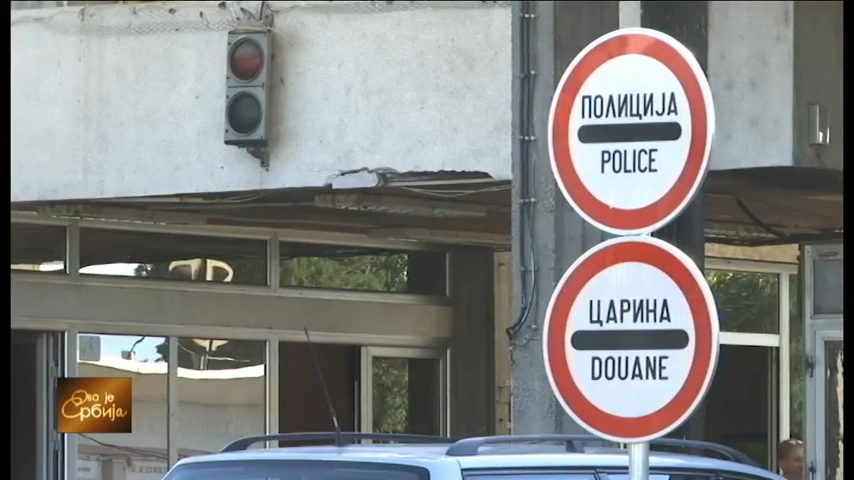 ПОЛИЦИЈА
POLICE
ЦАРИНА
DOUANE
Ово је
Србија